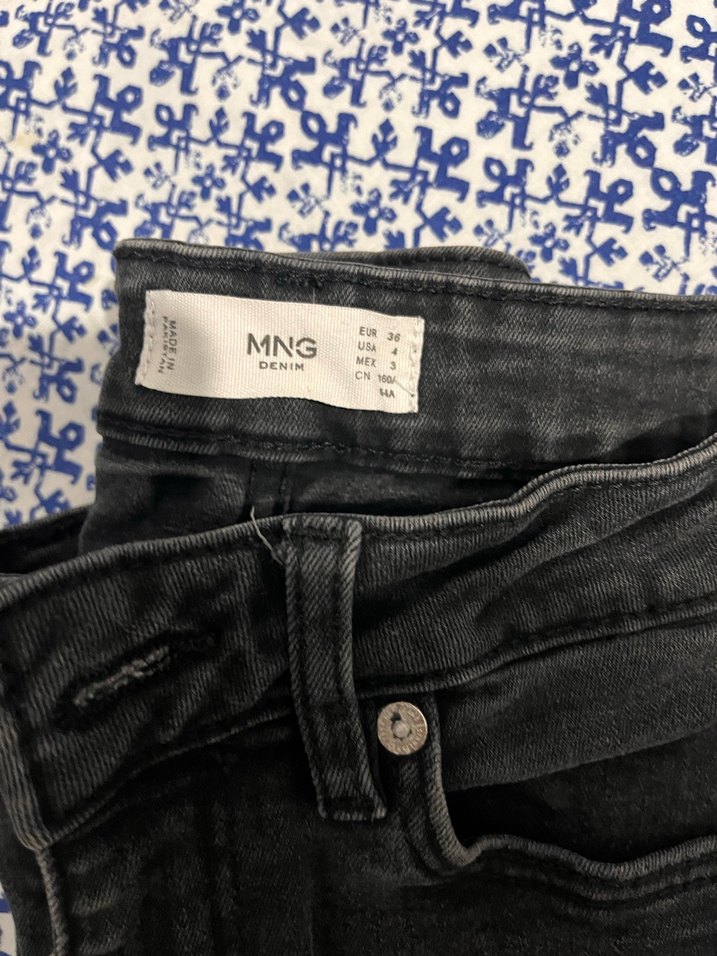 MADE IN
PAKISTAN
MNG
DENIM
EUR 36
USA 4
MEX 3
CN 160/
64A